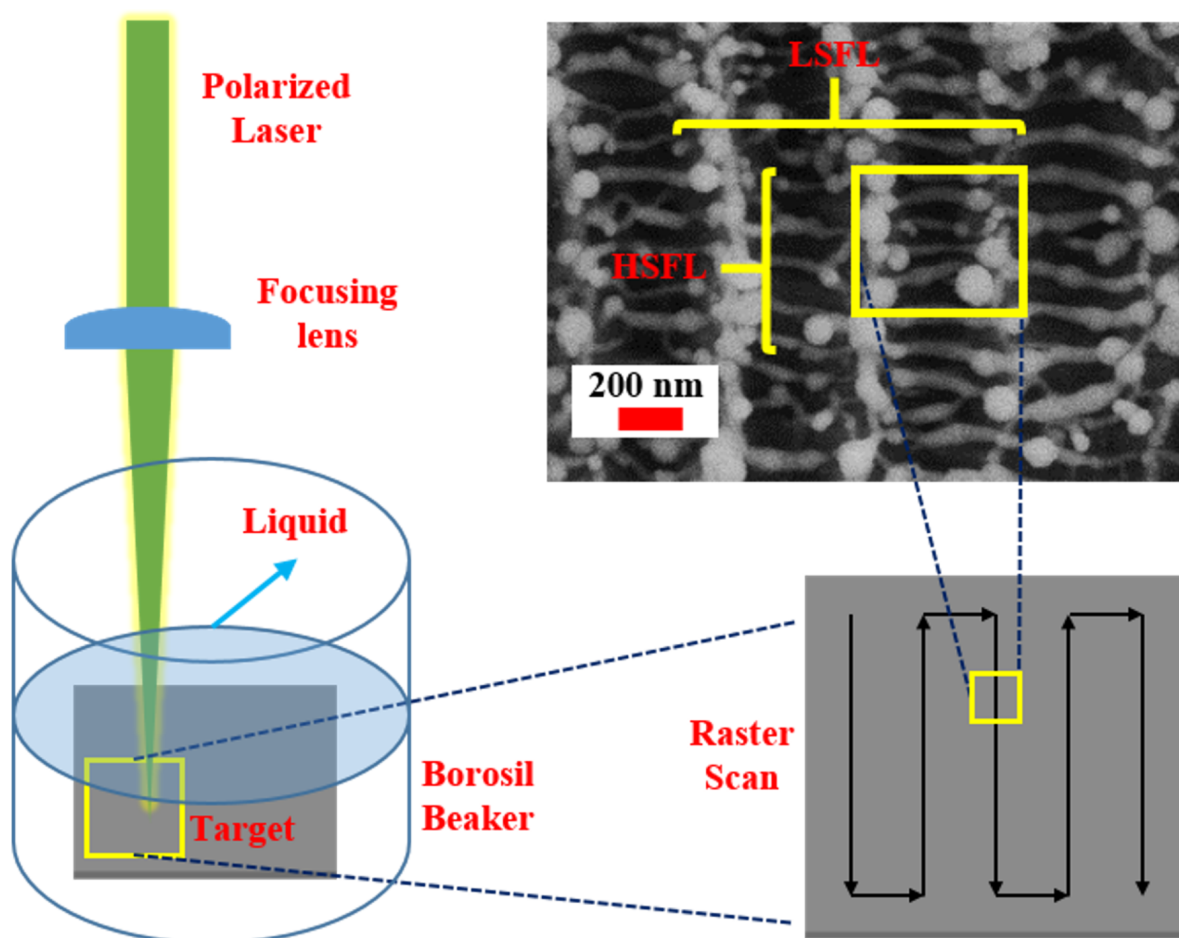 Polarized
Laser
Focusing
lens
Liquid
Target
Borosil
Beaker
LSFL
HSFL
200 nm
Raster
Scan